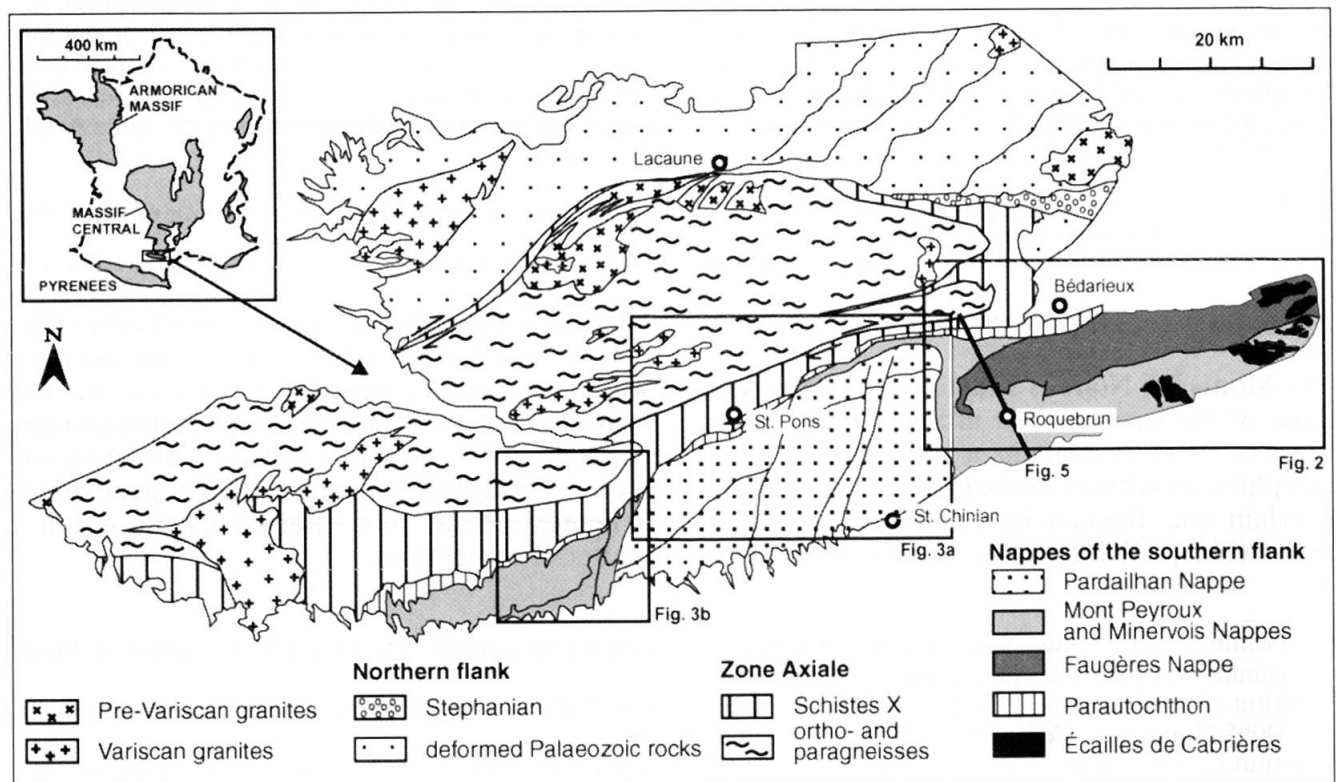 400 km
ARMORICAN
MASSIF
MASSIF
CENTRAL
PYRENEES
N
20 km
Lacaune
Bédarieux
St. Pons
Roquebrun
St. Chinian
Fig. 5
Fig. 2
Fig. 3a
Fig. 3b
Pre-Variscan granites
Variscan granites
Northern flank
Stephanian
deformed Palaeozoic rocks
Zone Axiale
Schistes X
ortho- and
paragneisses
Nappes of the southern flank
Pardailhan Nappe
Mont Peyroux
and Minervois Nappes
Faugères Nappe
Parautochthon
Écailles de Cabrières